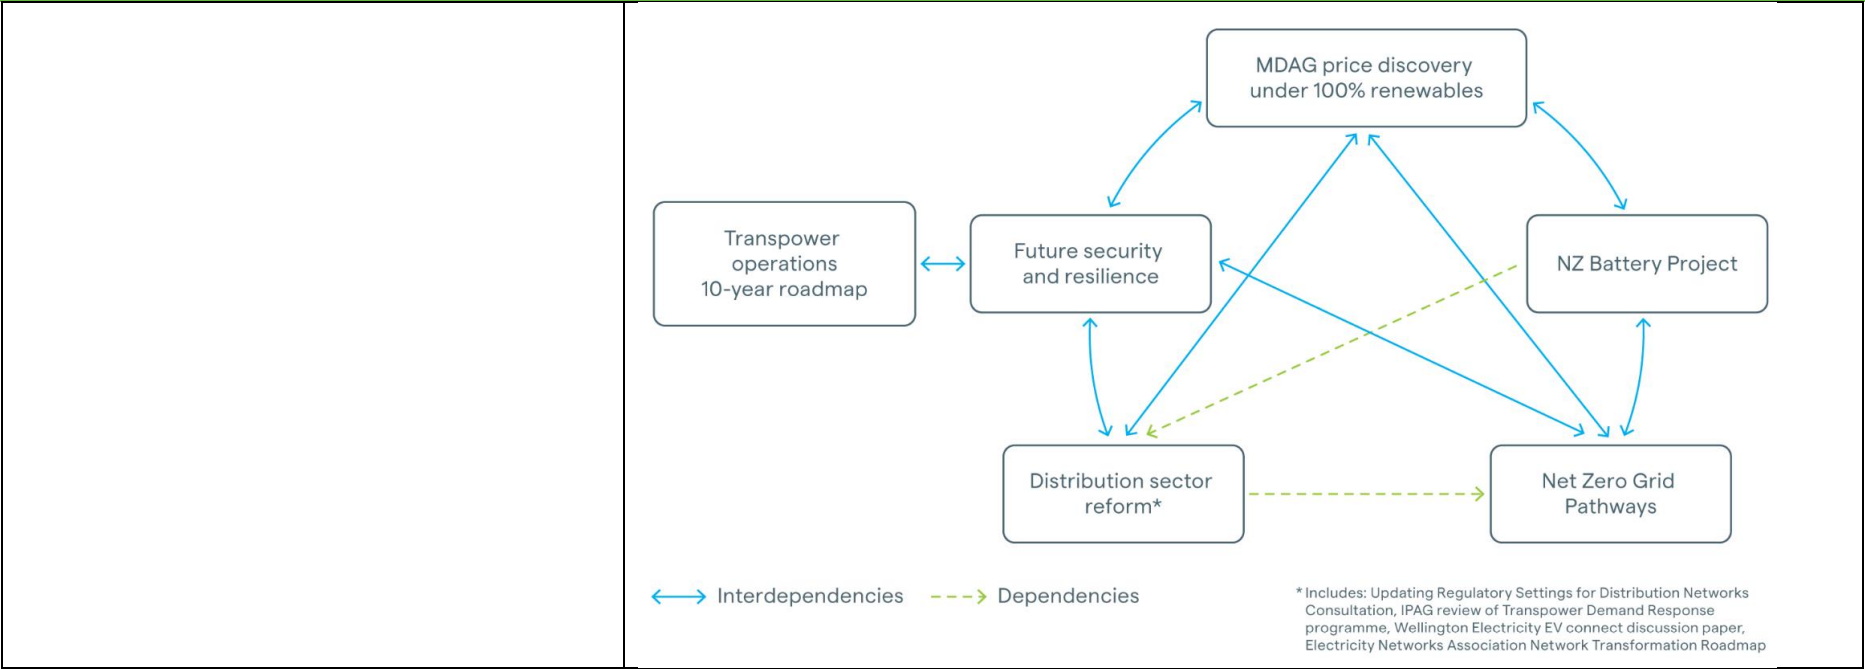 MDAG price discovery
under 100% renewables
Transpower
operations
10-year roadmap
Future security
and resilience
NZ Battery Project
Distribution sector
reform*
Net Zero Grid
Pathways
Interdependencies
Dependencies
* Includes: Updating Regulatory Settings for Distribution Networks
Consultation, IPAG review of Transpower Demand Response
programme, Wellington Electricity EV connect discussion paper,
Electricity Networks Association Network Transformation Roadmap